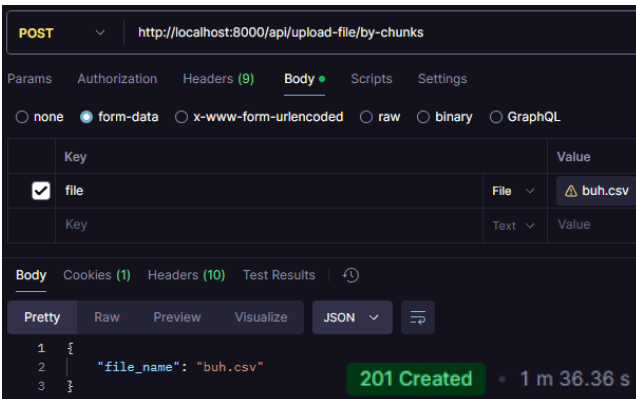 POST http://localhost:8000/api/upload-file/by-chunks
Params Authorization Headers (9) Body Scripts Settings
none form-data x-www-form-urlencoded raw binary GraphQL
Key Value
file File buh.csv
Key Text Value
Body Cookies (1) Headers (10) Test Results
Pretty Raw Preview Visualize JSON
1 {
2 "file_name": "buh.csv"
3 }
201 Created • 1 m 36.36 s